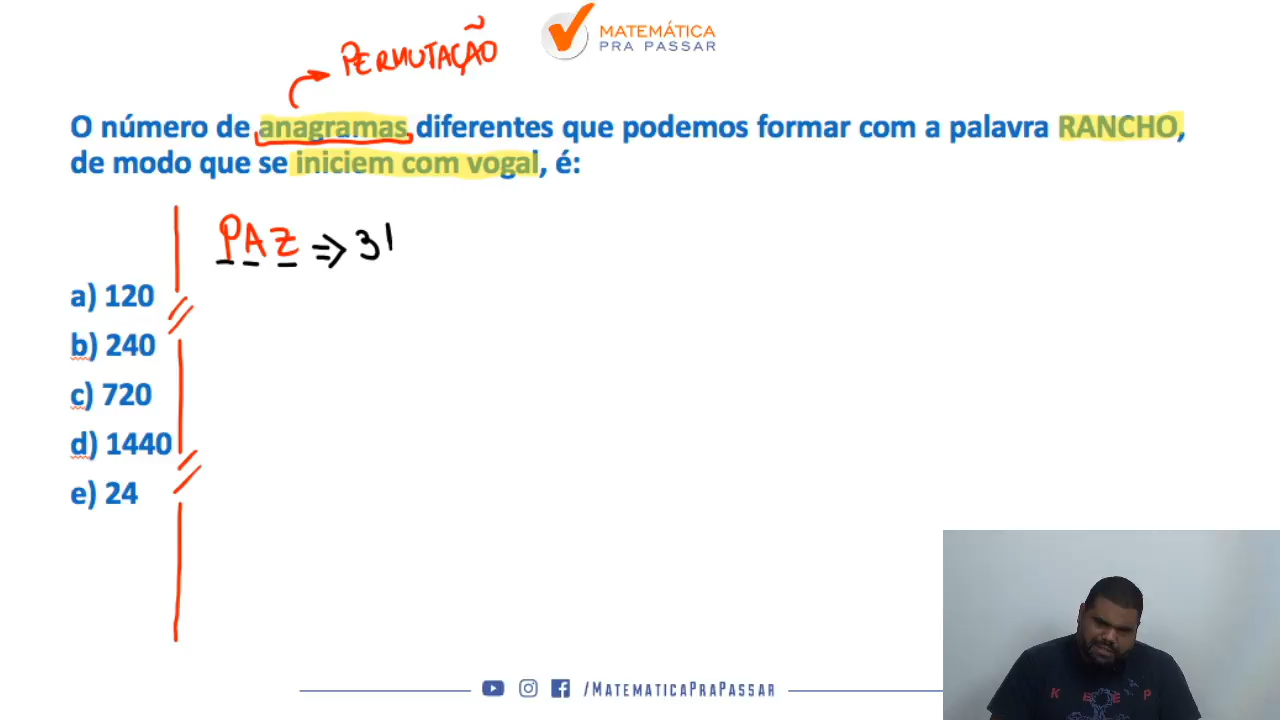 MATEMÁTICA
PRA PASSAR
PERMUTAÇÃO
O número de anagramas diferentes que podemos formar com a palavra RANCHO,
de modo que se iniciem com vogal, é:
PAZ => 3!
a) 120
b) 240
c) 720
d) 1440
e) 24
/MATEMATICAPRAPASSAR
K E E P